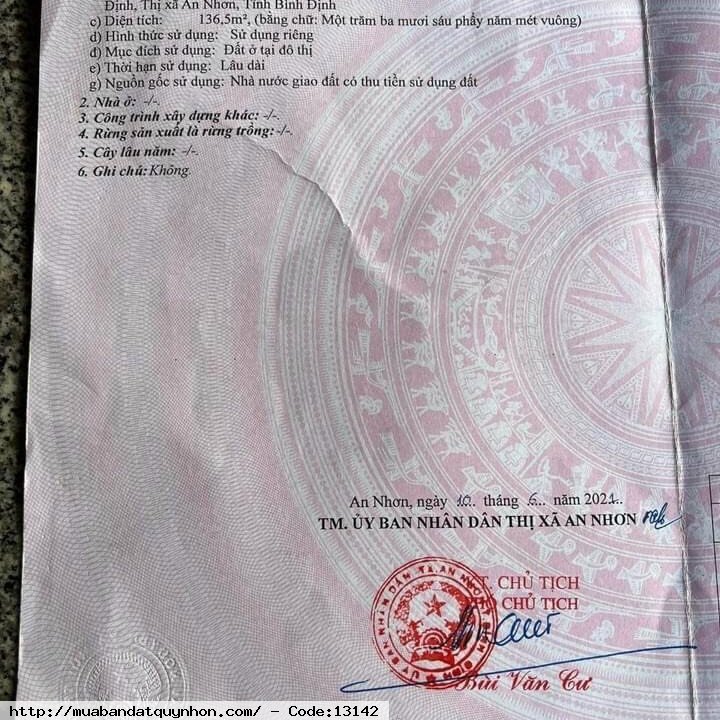 Định, Thị xã An Nhơn, Tỉnh Bình Định
c) Diện tích: 136,5m², (bằng chữ: Một trăm ba mươi sáu phẩy năm mét vuông)
d) Hình thức sử dụng: Sử dụng riêng
đ) Mục đích sử dụng: Đất ở tại đô thị
e) Thời hạn sử dụng: Lâu dài
g) Nguồn gốc sử dụng: Nhà nước giao đất có thu tiền sử dụng đất
2. Nhà ở: -/-.
3. Công trình xây dựng khác: -/-.
4. Rừng sản xuất là rừng trồng: -/-.
5. Cây lâu năm: -/-.
6. Ghi chú: Không.
An Nhơn, ngày 10.. tháng .6... năm 2021..
TM. ỦY BAN NHÂN DÂN THỊ XÃ AN NHƠN
T. CHỦ TỊCH
HÓ CHỦ TỊCH
Bùi Văn Cư
http://muabandatquynhon.com/ - Code:13142